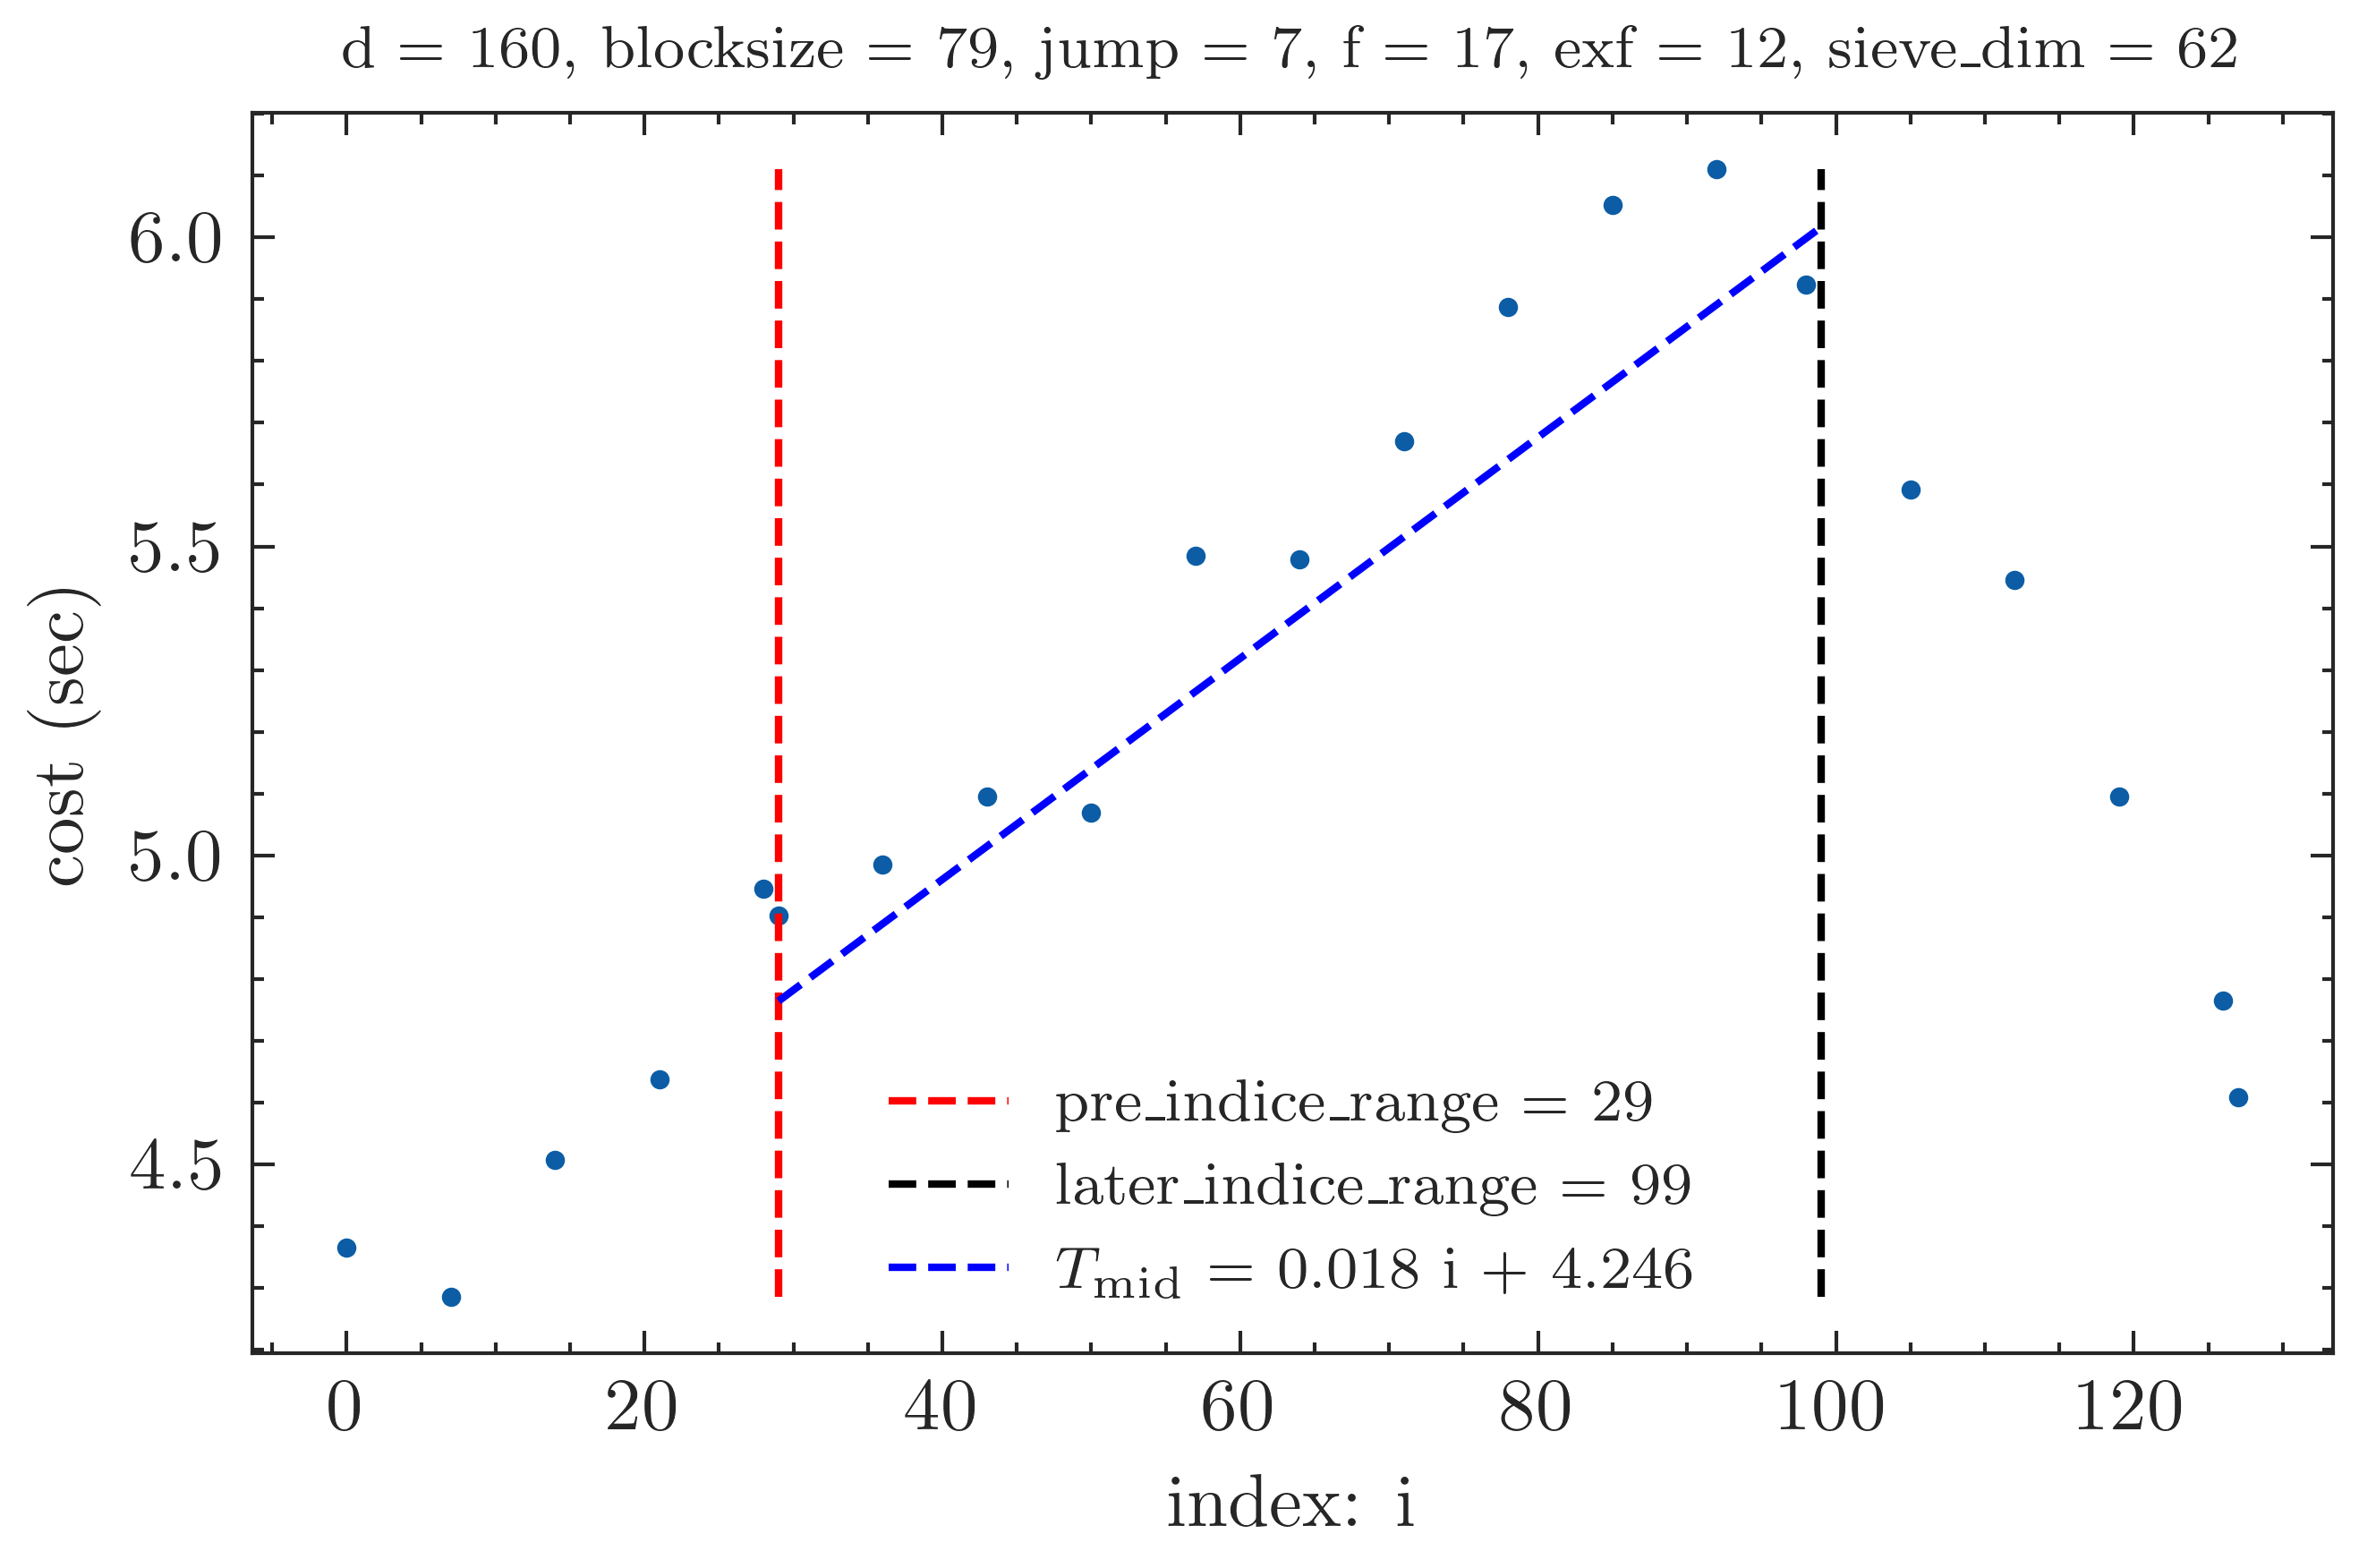 d = 160, blocksize = 79, jump = 7, f = 17, exf = 12, sieve_dim = 62
6.0
5.5
5.0
4.5
cost (sec)
pre_indice_range = 29
later_indice_range = 99
T_mid = 0.018 i + 4.246
0 20 40 60 80 100 120
index: i